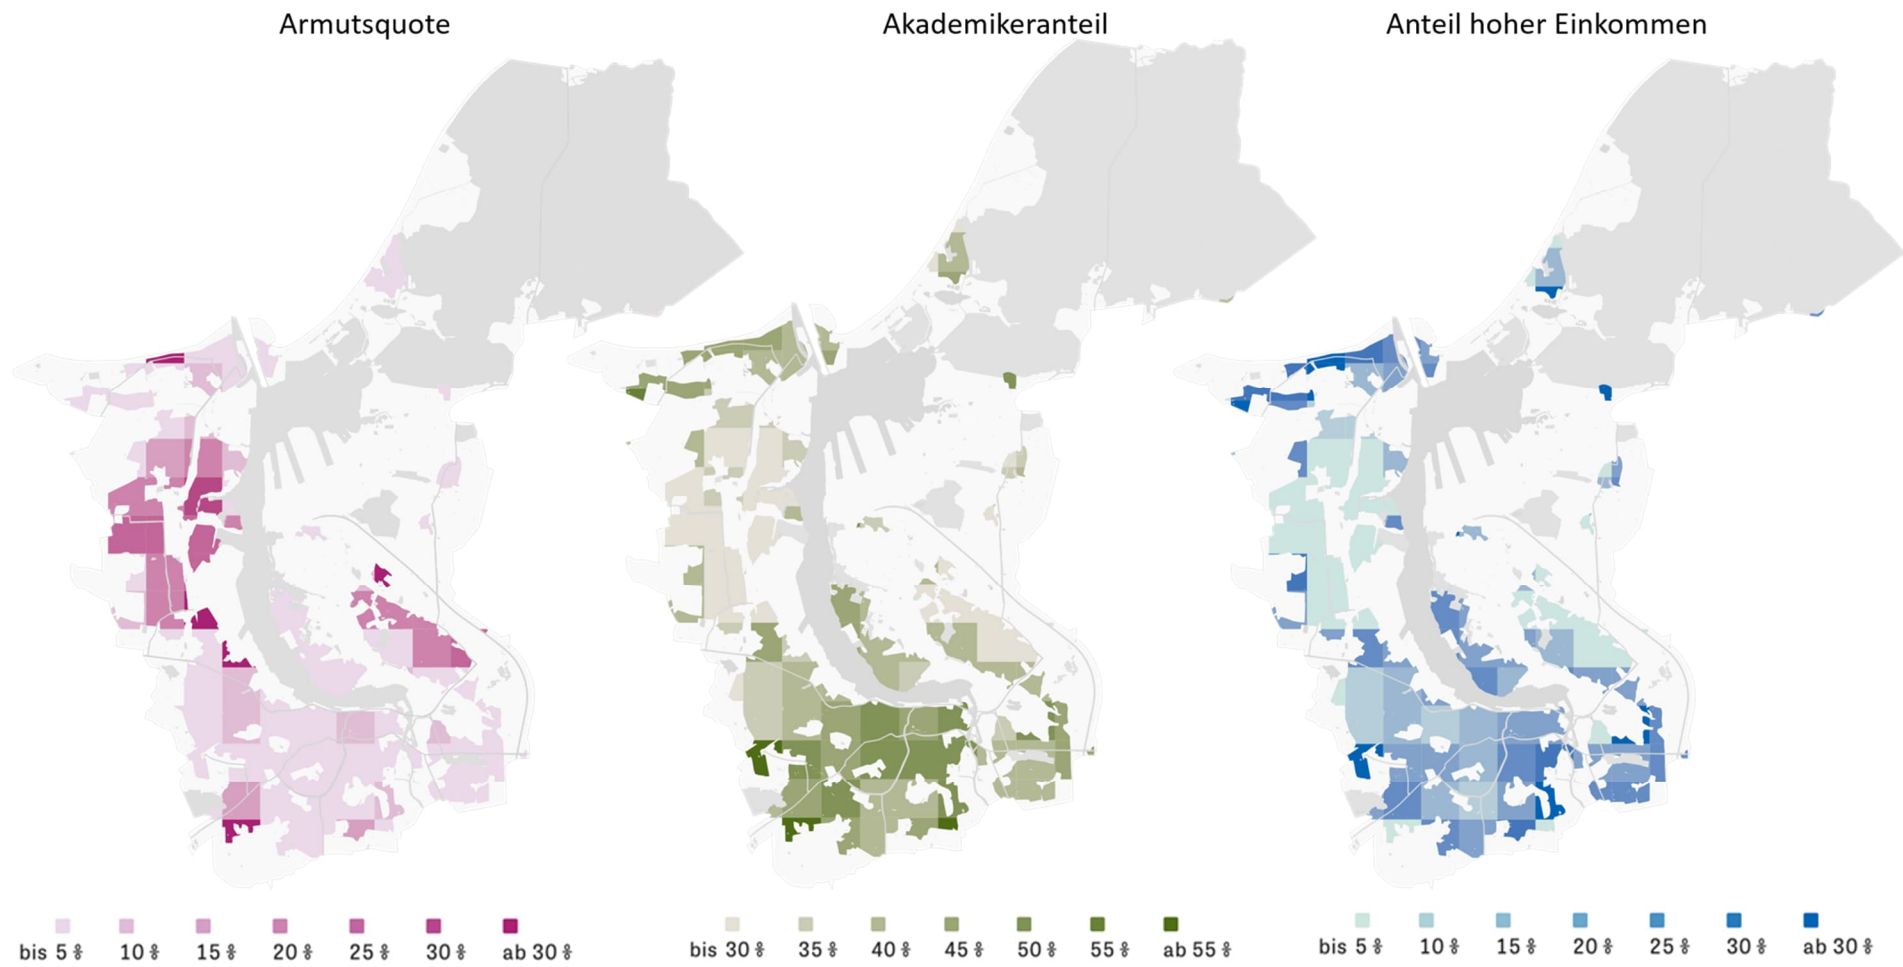 Armutsquote
Akademikeranteil
Anteil hoher Einkommen
bis 5 % 10 % 15 % 20 % 25 % 30 % ab 30 %
bis 30 % 35 % 40 % 45 % 50 % 55 % ab 55 %
bis 5 % 10 % 15 % 20 % 25 % 30 % ab 30 %